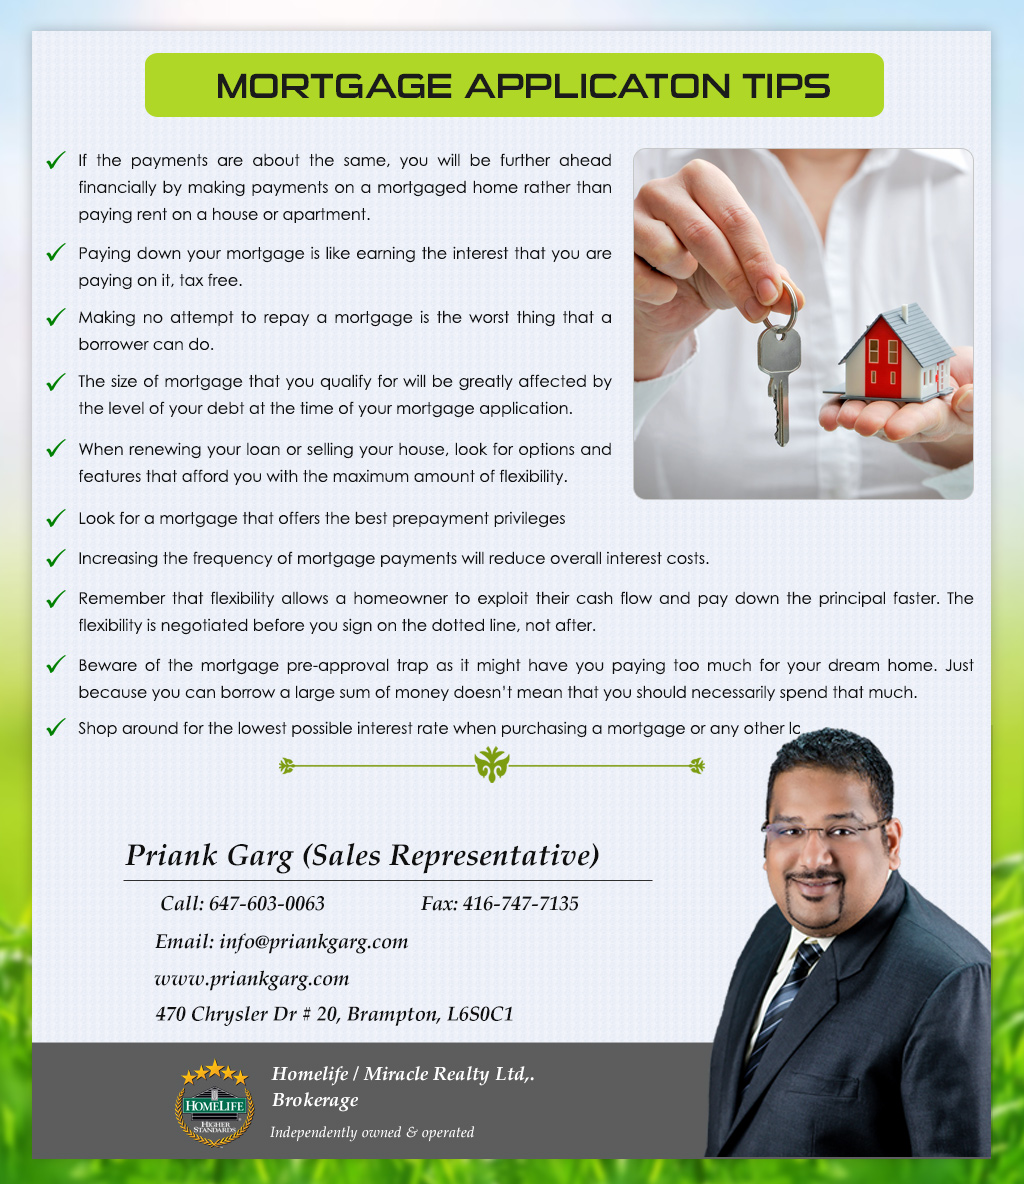 MORTGAGE APPLICATON TIPS
If the payments are about the same, you will be further ahead
financially by making payments on a mortgaged home rather than
paying rent on a house or apartment.
Paying down your mortgage is like earning the interest that you are
paying on it, tax free.
Making no attempt to repay a mortgage is the worst thing that a
borrower can do.
The size of mortgage that you qualify for will be greatly affected by
the level of your debt at the time of your mortgage application.
When renewing your loan or selling your house, look for options and
features that afford you with the maximum amount of flexibility.
Look for a mortgage that offers the best prepayment privileges
Increasing the frequency of mortgage payments will reduce overall interest costs.
Remember that flexibility allows a homeowner to exploit their cash flow and pay down the principal faster. The
flexibility is negotiated before you sign on the dotted line, not after.
Beware of the mortgage pre-approval trap as it might have you paying too much for your dream home. Just
because you can borrow a large sum of money doesn't mean that you should necessarily spend that much.
Shop around for the lowest possible interest rate when purchasing a mortgage or any other
Priank Garg (Sales Representative)
Call: 647-603-0063 Fax: 416-747-7135
Email: info@priankgarg.com
www.priankgarg.com
470 Chrysler Dr # 20, Brampton, L6S0C1
Homelife / Miracle Realty Ltd,.
Brokerage
Independently owned & operated
HOMELIFE
HIGHER
STANDARDS